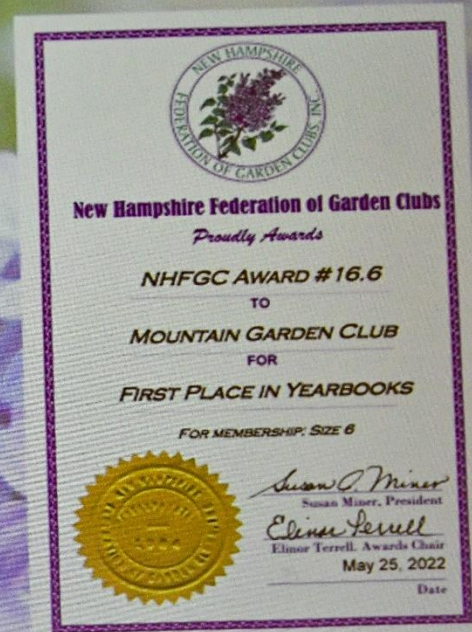 NEW HAMPSHIRE
FEDERATION OF GARDEN CLUBS, INC.
New Hampshire Federation of Garden Clubs
Proudly Awards
NHFGC AWARD #16.6
TO
MOUNTAIN GARDEN CLUB
FOR
FIRST PLACE IN YEARBOOKS
FOR MEMBERSHIP: SIZE 6
Susan O. Miner
Susan Miner, President
Elinor Terrell
Elinor Terrell, Awards Chair
May 25, 2022
Date